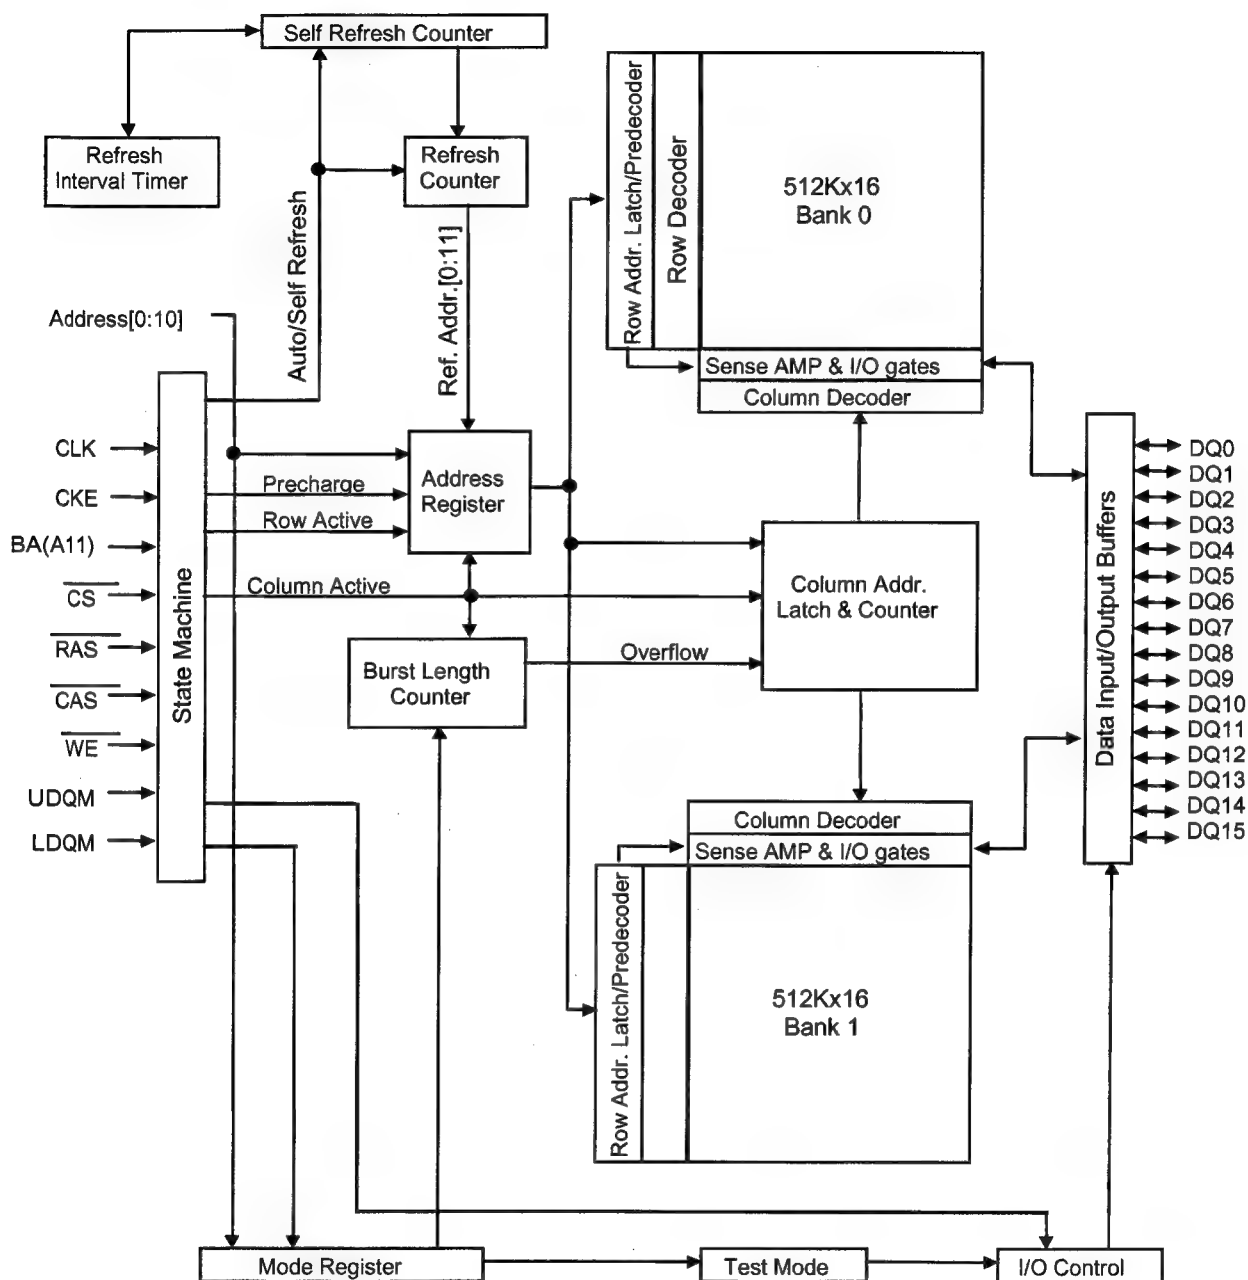 Self Refresh Counter
Refresh
Interval Timer
Refresh
Counter
Auto/Self Refresh
Ref. Addr.[0:11]
Row Addr. Latch/Predecoder
Row Decoder
512Kx16
Bank 0
Sense AMP & I/O gates
Column Decoder
Address[0:10]
CLK
CKE
BA(A11)
CS
RAS
CAS
WE
UDQM
LDQM
State Machine
Precharge
Row Active
Column Active
Address
Register
Burst Length
Counter
Overflow
Column Addr.
Latch & Counter
Data Input/Output Buffers
DQ0
DQ1
DQ2
DQ3
DQ4
DQ5
DQ6
DQ7
DQ8
DQ9
DQ10
DQ11
DQ12
DQ13
DQ14
DQ15
Column Decoder
Sense AMP & I/O gates
Row Addr. Latch/Predecoder
512Kx16
Bank 1
Mode Register
Test Mode
I/O Control